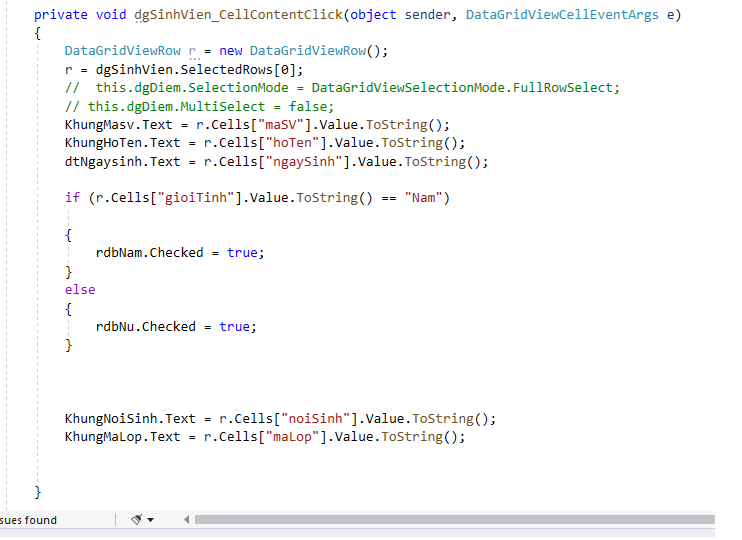 private void dgSinhVien_CellContentClick(object sender, DataGridViewCellEventArgs e)
{
DataGridViewRow r = new DataGridViewRow();
r = dgSinhVien.SelectedRows[0];
//  this.dgDiem.SelectionMode = DataGridViewSelectionMode.FullRowSelect;
// this.dgDiem.MultiSelect = false;
KhungMasv.Text = r.Cells["maSV"].Value.ToString();
KhungHoTen.Text = r.Cells["hoTen"].Value.ToString();
dtNgaysinh.Text = r.Cells["ngaySinh"].Value.ToString();
if (r.Cells["gioiTinh"].Value.ToString() == "Nam")
{
rdbNam.Checked = true;
}
else
{
rdbNu.Checked = true;
}
KhungNoiSinh.Text = r.Cells["noiSinh"].Value.ToString();
KhungMaLop.Text = r.Cells["maLop"].Value.ToString();
}
sues found